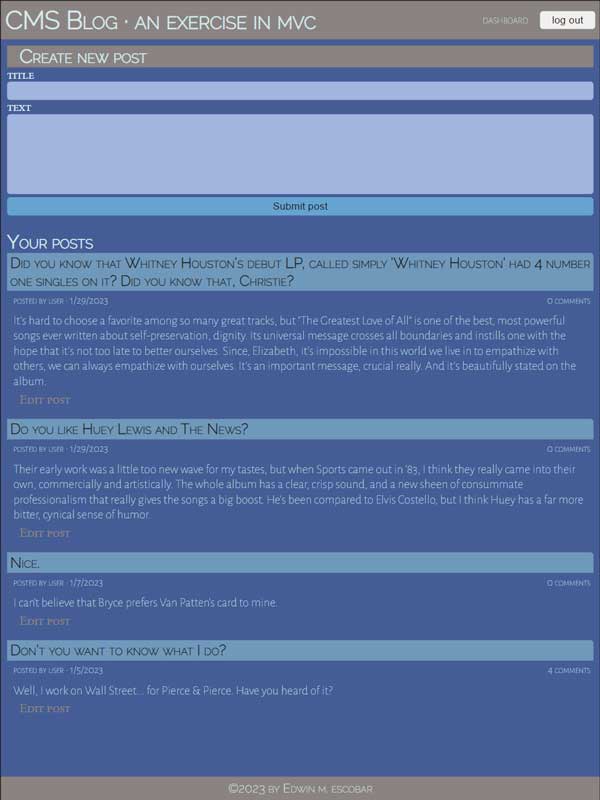 CMS Blog · an exercise in mvc
dashboard
log out
Create new post
TITLE
TEXT
Submit post
Your posts
Did you know that Whitney Houston's debut LP, called simply 'Whitney Houston' had 4 number
one singles on it? Did you know that, Christie?
posted by user · 1/29/2023
0 comments
It's hard to choose a favorite among so many great tracks, but "The Greatest Love of All" is one of the best, most powerful
songs ever written about self-preservation, dignity. Its universal message crosses all boundaries and instills one with the
hope that it's not too late to better ourselves. Since, Elizabeth, it's impossible in this world we live in to empathize with
others, we can always empathize with ourselves. It's an important message, crucial really. And it's beautifully stated on the
album.
Edit post
Do you like Huey Lewis and The News?
posted by user · 1/29/2023
0 comments
Their early work was a little too new wave for my tastes, but when Sports came out in '83, I think they really came into their
own, commercially and artistically. The whole album has a clear, crisp sound, and a new sheen of consummate
professionalism that really gives the songs a big boost. He's been compared to Elvis Costello, but I think Huey has a far more
bitter, cynical sense of humor.
Edit post
Nice.
posted by user · 1/7/2023
0 comments
I can't believe that Bryce prefers Van Patten's card to mine.
Edit post
Don't you want to know what I do?
posted by user · 1/5/2023
4 comments
Well, I work on Wall Street... for Pierce & Pierce. Have you heard of it?
Edit post
©2023 by Edwin m. escobar